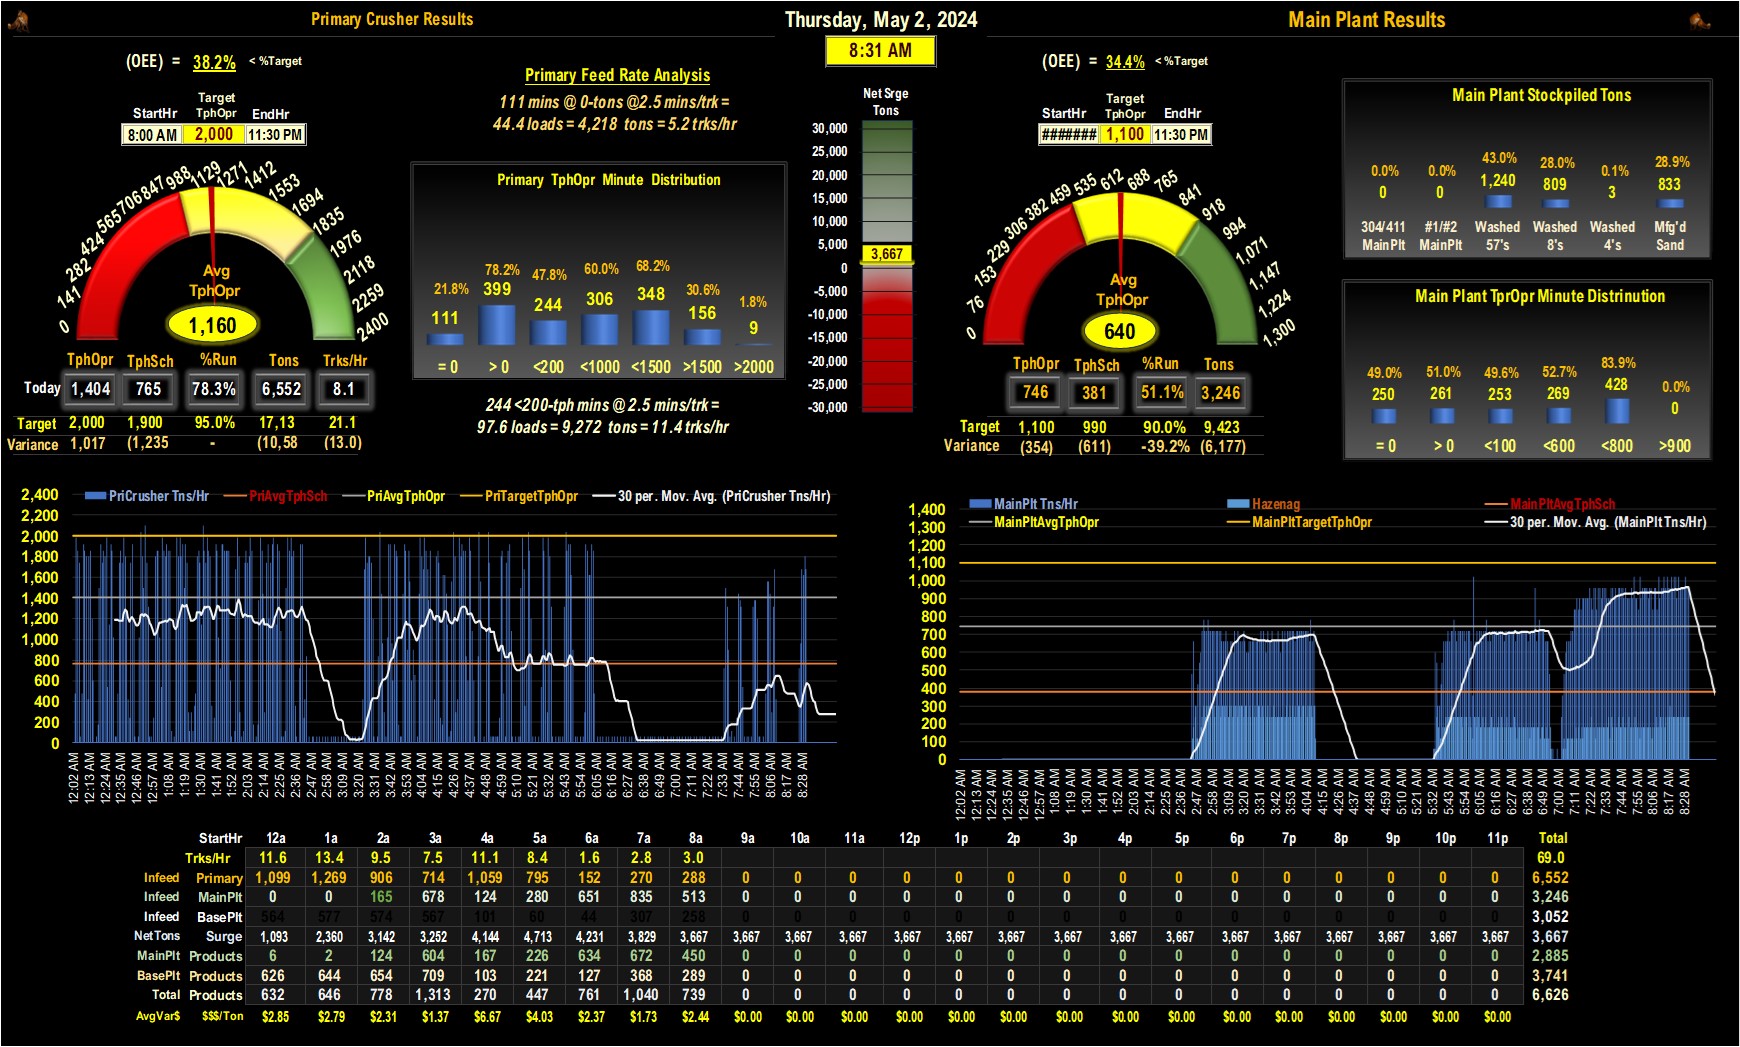 Primary Crusher Results
Thursday, May 2, 2024
Main Plant Results
8:31 AM
(OEE) = 38.2% < %Target
StartHr Target TphOpr EndHr
8:00 AM 2,000 11:30 PM
0 141 282 424 565 706 847 988 1129 1271 1412 1553 1694 1835 1976 2118 2259 2400
Avg
TphOpr
1,160
TphOpr TphSch %Run Tons Trks/Hr
Today 1,404 765 78.3% 6,552 8.1
Target 2,000 1,900 95.0% 17,13 21.1
Variance 1,017 (1,235 - (10,58 (13.0)
Primary Feed Rate Analysis
111 mins @ 0-tons @2.5 mins/trk =
44.4 loads = 4,218 tons = 5.2 trks/hr
Primary TphOpr Minute Distribution
21.8% 78.2% 47.8% 60.0% 68.2% 30.6% 1.8%
111 399 244 306 348 156 9
= 0 > 0 <200 <1000 <1500 >1500 >2000
244 <200-tph mins @ 2.5 mins/trk =
97.6 loads = 9,272 tons = 11.4 trks/hr
Net Srge
Tons
30,000
25,000
20,000
15,000
10,000
5,000
3,667
0
-5,000
-10,000
-15,000
-20,000
-25,000
-30,000
(OEE) = 34.4% < %Target
StartHr Target TphOpr EndHr
####### 1,100 11:30 PM
0 76 153 229 306 382 459 535 612 688 765 841 918 994 1,071 1,147 1,224 1,300
Avg
TphOpr
640
TphOpr TphSch %Run Tons
746 381 51.1% 3,246
Target 1,100 990 90.0% 9,423
Variance (354) (611) -39.2% (6,177)
Main Plant Stockpiled Tons
0.0% 0.0% 43.0% 28.0% 0.1% 28.9%
0 0 1,240 809 3 833
304/411 #1/#2 Washed Washed Washed Mfg'd
MainPlt MainPlt 57's 8's 4's Sand
Main Plant TprOpr Minute Distrinution
49.0% 51.0% 49.6% 52.7% 83.9% 0.0%
250 261 253 269 428 0
= 0 > 0 <100 <600 <800 >900
PriCrusher Tns/Hr PriAvgTphSch PriAvgTphOpr PriTargetTphOpr 30 per. Mov. Avg. (PriCrusher Tns/Hr)
2,400
2,200
2,000
1,800
1,600
1,400
1,200
1,000
800
600
400
200
0
12:02 AM 12:13 AM 12:24 AM 12:35 AM 12:46 AM 12:57 AM 1:08 AM 1:19 AM 1:30 AM 1:41 AM 1:52 AM 2:03 AM 2:14 AM 2:25 AM 2:36 AM 2:47 AM 2:58 AM 3:09 AM 3:20 AM 3:31 AM 3:42 AM 3:53 AM 4:04 AM 4:15 AM 4:26 AM 4:37 AM 4:48 AM 4:59 AM 5:10 AM 5:21 AM 5:32 AM 5:43 AM 5:54 AM 6:05 AM 6:16 AM 6:27 AM 6:38 AM 6:49 AM 7:00 AM 7:11 AM 7:22 AM 7:33 AM 7:44 AM 7:55 AM 8:06 AM 8:17 AM 8:28 AM
MainPlt Tns/Hr Hazenag MainPltAvgTphSch
MainPltAvgTphOpr MainPltTargetTphOpr 30 per. Mov. Avg. (MainPlt Tns/Hr)
1,400
1,300
1,200
1,100
1,000
900
800
700
600
500
400
300
200
100
0
12:02 AM 12:13 AM 12:24 AM 12:35 AM 12:46 AM 12:57 AM 1:08 AM 1:19 AM 1:30 AM 1:41 AM 1:52 AM 2:03 AM 2:14 AM 2:25 AM 2:36 AM 2:47 AM 2:58 AM 3:09 AM 3:20 AM 3:31 AM 3:42 AM 3:53 AM 4:04 AM 4:15 AM 4:26 AM 4:37 AM 4:48 AM 4:59 AM 5:10 AM 5:21 AM 5:32 AM 5:43 AM 5:54 AM 6:05 AM 6:16 AM 6:27 AM 6:38 AM 6:49 AM 7:00 AM 7:11 AM 7:22 AM 7:33 AM 7:44 AM 7:55 AM 8:06 AM 8:17 AM 8:28 AM
StartHr 12a 1a 2a 3a 4a 5a 6a 7a 8a 9a 10a 11a 12p 1p 2p 3p 4p 5p 6p 7p 8p 9p 10p 11p Total
Trks/Hr 11.6 13.4 9.5 7.5 11.1 8.4 1.6 2.8 3.0 69.0
Infeed Primary 1,099 1,269 906 714 1,059 795 152 270 288 0 0 0 0 0 0 0 0 0 0 0 0 0 0 0 6,552
Infeed MainPlt 0 0 165 678 124 280 651 835 513 0 0 0 0 0 0 0 0 0 0 0 0 0 0 0 3,246
Infeed BasePlt 564 577 574 567 101 60 44 307 258 0 0 0 0 0 0 0 0 0 0 0 0 0 0 0 3,052
NetTons Surge 1,093 2,360 3,142 3,252 4,144 4,713 4,231 3,829 3,667 3,667 3,667 3,667 3,667 3,667 3,667 3,667 3,667 3,667 3,667 3,667 3,667 3,667 3,667 3,667 3,667
MainPlt Products 6 2 124 604 167 226 634 672 450 0 0 0 0 0 0 0 0 0 0 0 0 0 0 0 2,885
BasePlt Products 626 644 654 709 103 221 127 368 289 0 0 0 0 0 0 0 0 0 0 0 0 0 0 0 3,741
Total Products 632 646 778 1,313 270 447 761 1,040 739 0 0 0 0 0 0 0 0 0 0 0 0 0 0 0 6,626
AvgVar$ $$$/Ton $2.85 $2.79 $2.31 $1.37 $6.67 $4.03 $2.37 $1.73 $2.44 $0.00 $0.00 $0.00 $0.00 $0.00 $0.00 $0.00 $0.00 $0.00 $0.00 $0.00 $0.00 $0.00 $0.00 $0.00